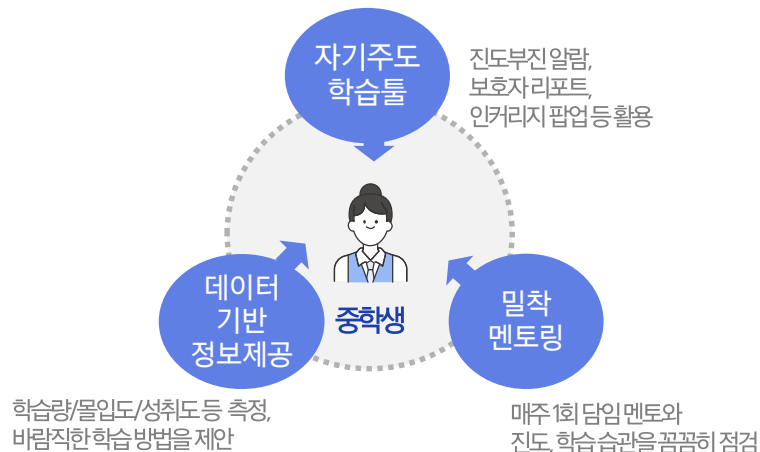 자기주도
학습툴
진도부진 알람,
보호자 리포트,
인커리지 팝업 등 활용
데이터
기반
정보제공
중학생
밀착
멘토링
학습량/몰입도/성취도 등 측정,
바람직한 학습 방법을 제안
매주 1회 담임 멘토와
진도, 학습 습관을 꼼꼼히 점검